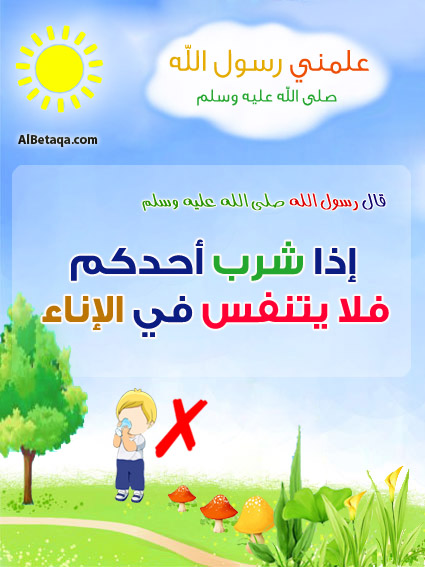 علمني رسول الله
صلى الله عليه وسلم
AlBetaqa.com
قال رسول الله صلى الله عليه وسلم
إذا شرب أحدكم
فلا يتنفس في الإناء